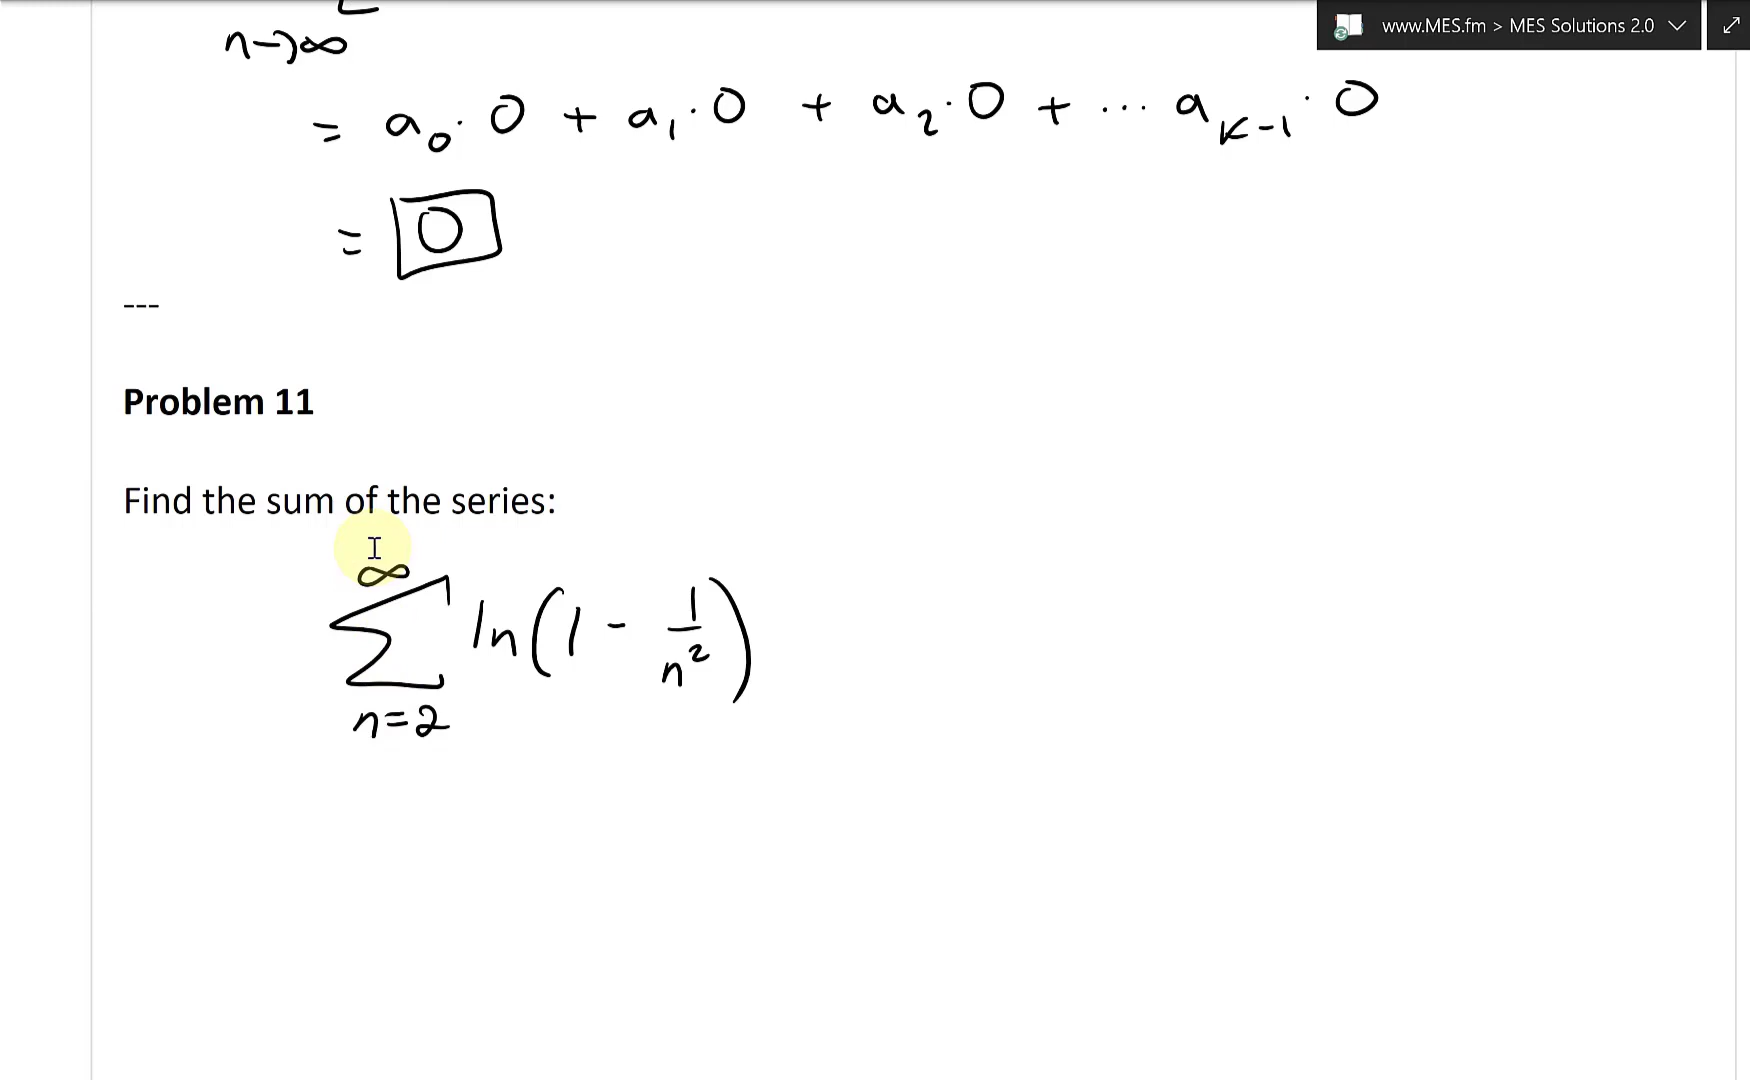 www.MES.fm > MES Solutions 2.0
n→∞
= a₀·0 + a₁·0 + a₂·0 + ... aₖ₋₁·0
= 0
---
Problem 11
Find the sum of the series:
∞
∑ ln(1 - 1/n²)
n=2